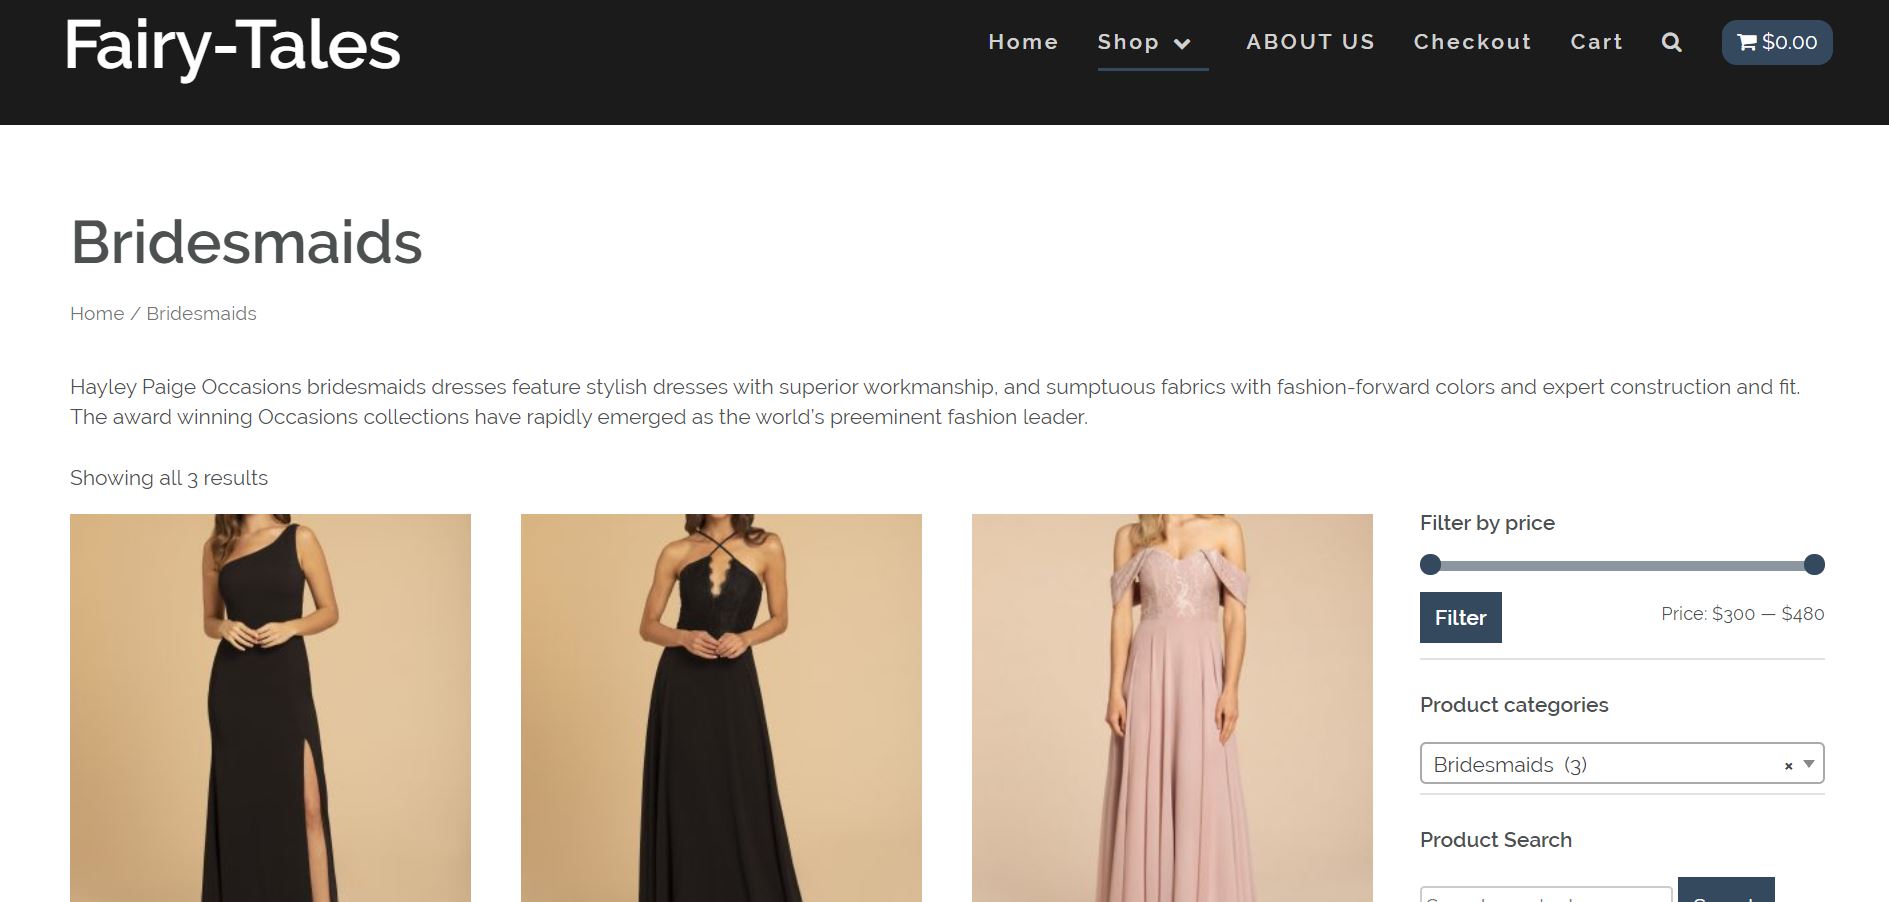 Fairy-Tales
Home Shop ABOUT US Checkout Cart $0.00
Bridesmaids
Home / Bridesmaids
Hayley Paige Occasions bridesmaids dresses feature stylish dresses with superior workmanship, and sumptuous fabrics with fashion-forward colors and expert construction and fit.
The award winning Occasions collections have rapidly emerged as the world's preeminent fashion leader.
Showing all 3 results
Filter by price
Filter
Price: $300 — $480
Product categories
Bridesmaids (3) ×
Product Search